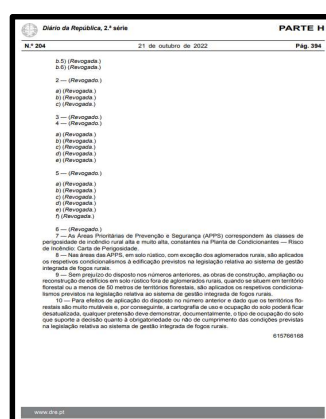 Diário da República, 2.ª série
PARTE H
N.º 204
21 de outubro de 2022
Pág. 394
b.5) (Revogada.)
b.6) (Revogada.)
2 — (Revogado.)
a) (Revogada.)
b) (Revogada.)
c) (Revogada.)
3 — (Revogado.)
4 — (Revogado.)
a) (Revogada.)
b) (Revogada.)
c) (Revogada.)
d) (Revogada.)
e) (Revogada.)
5 — (Revogado.)
a) (Revogada.)
b) (Revogada.)
c) (Revogada.)
d) (Revogada.)
e) (Revogada.)
f) (Revogada.)
6 — (Revogado.)
7 — As Áreas Prioritárias de Prevenção e Segurança (APPS) correspondem às classes de
perigosidade de incêndio rural alta e muito alta, constantes na Planta de Condicionantes — Risco
de Incêndio: Carta de Perigosidade.
8 — Nas áreas das APPS, em solo rústico, com exceção dos aglomerados rurais, são aplicados
os respetivos condicionalismos à edificação previstos na legislação relativa ao sistema de gestão
integrada de fogos rurais.
9 — Sem prejuízo do disposto nos números anteriores, as obras de construção, ampliação ou
reconstrução de edifícios em solo rústico fora de aglomerados rurais, quando se situem em território
florestal ou a menos de 50 metros de territórios florestais, são aplicados os respetivos condiciona-
lismos previstos na legislação relativa ao sistema de gestão integrada de fogos rurais.
10 — Para efeitos de aplicação do disposto no número anterior e dado que os territórios flo-
restais são muito mutáveis e, por conseguinte, a cartografia de uso e ocupação do solo poderá ficar
desatualizada, qualquer pretensão deve demonstrar, documentalmente, o tipo de ocupação do solo
que suporte a decisão quanto à obrigatoriedade ou não de cumprimento das condições previstas
na legislação relativa ao sistema de gestão integrada de fogos rurais.
615766168
www.dre.pt